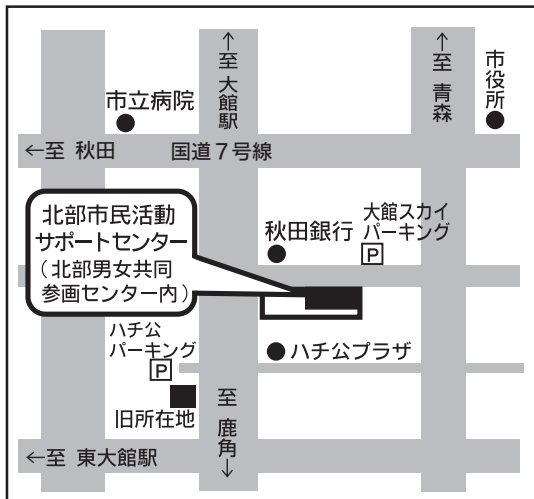 ↑至 大館駅
↑至 青森
市役所
市立病院
←至 秋田
国道7号線
北部市民活動
サポートセンター
(北部男女共同
参画センター内)
秋田銀行
大館スカイ
パーキング
P
ハチ公
パーキング
P
ハチ公プラザ
旧所在地
至 鹿角↓
←至 東大館駅